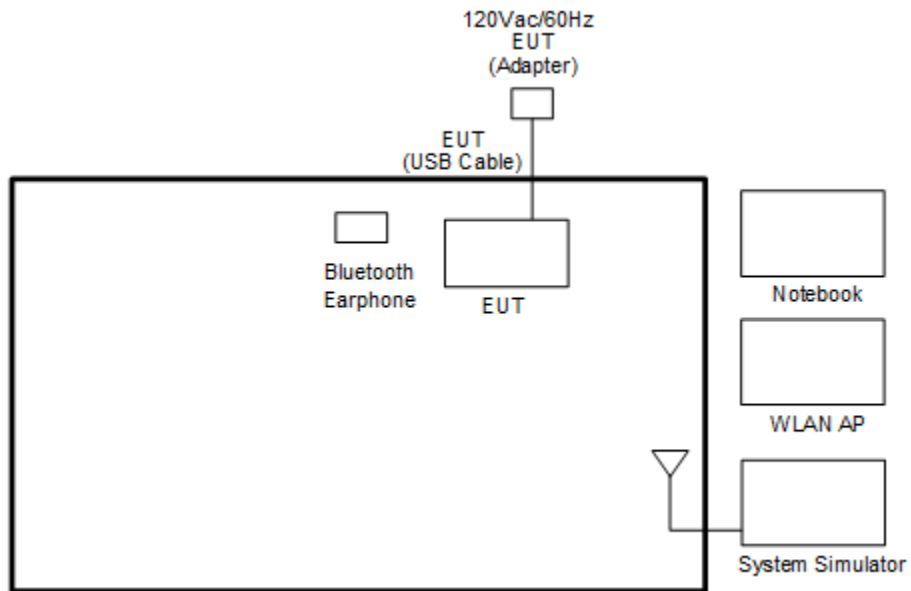 120Vac/60Hz
EUT
(Adapter)
EUT
(USB Cable)
Bluetooth
Earphone
EUT
Notebook
WLAN AP
System Simulator